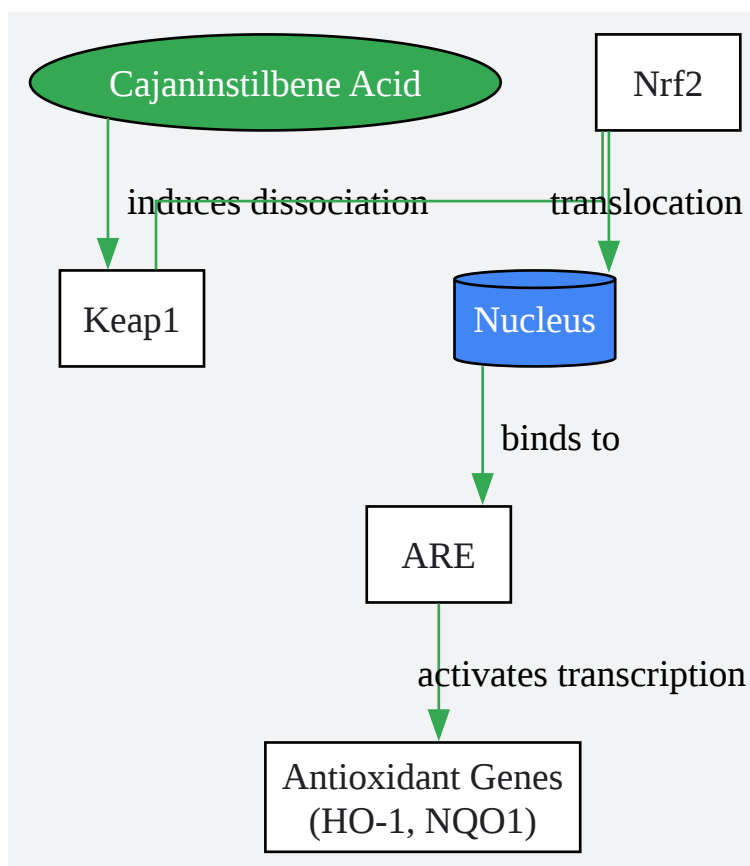 Cajaninstilbene Acid
Nrf2
induces dissociation
translocation
Keap1
Nucleus
binds to
ARE
activates transcription
Antioxidant Genes
(HO-1, NQO1)